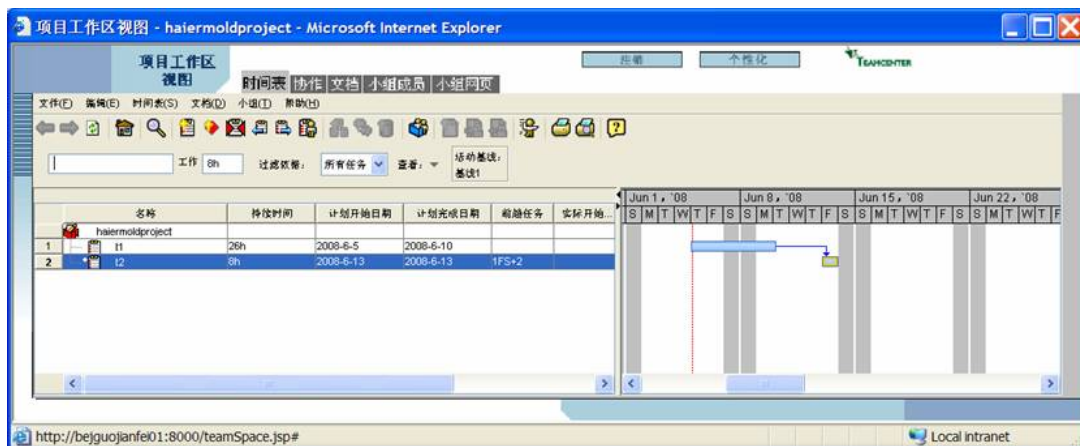 项目工作区视图 - haiermoldproject - Microsoft Internet Explorer
项目工作区
视图
时间表 协作 文档 小组成员 小组网页
注销 个性化
TEAMCENTER
文件(F) 编辑(E) 时间表(S) 文档(D) 小组(T) 帮助(H)
工作 8h 过滤依据: 所有任务 查看: 活动基线:
基线1
Jun 1, '08 Jun 8, '08 Jun 15, '08 Jun 22, '08
名称 持续时间 计划开始日期 计划完成日期 前趋任务 实际开始...
S M T W T F S S M T W T F S S M T W T F S S M T W T F
haiermoldproject
1 t1 26h 2008-6-5 2008-6-10
2 t2 8h 2008-6-13 2008-6-13 1FS+2
http://bejguojianfei01:8000/teamSpace.jsp#
Local intranet